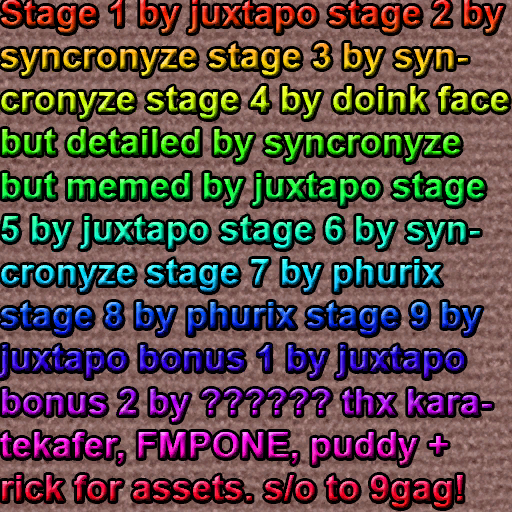 Stage 1 by juxtapo stage 2 by
syncronyze stage 3 by syn-
cronyze stage 4 by doink face
but detailed by syncronyze
but memed by juxtapo stage
5 by juxtapo stage 6 by syn-
cronyze stage 7 by phurix
stage 8 by phurix stage 9 by
juxtapo bonus 1 by juxtapo
bonus 2 by ?????? thx kara-
tekafer, FMPONE, puddy +
rick for assets. s/o to 9gag!